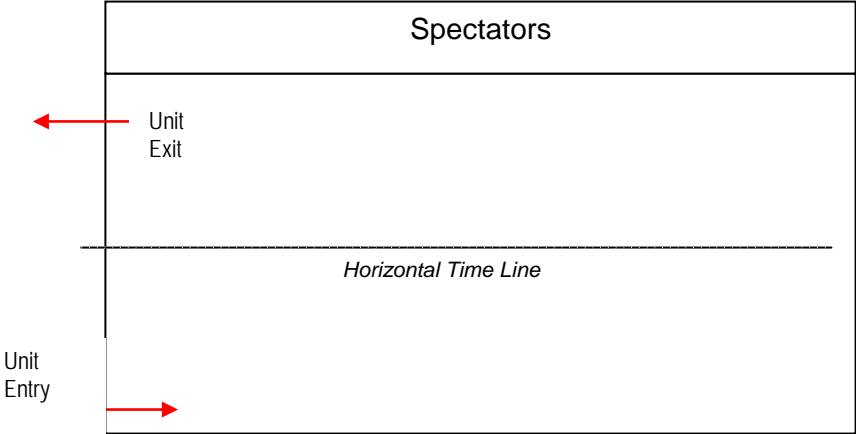 Spectators
Unit
Exit
Horizontal Time Line
Unit
Entry